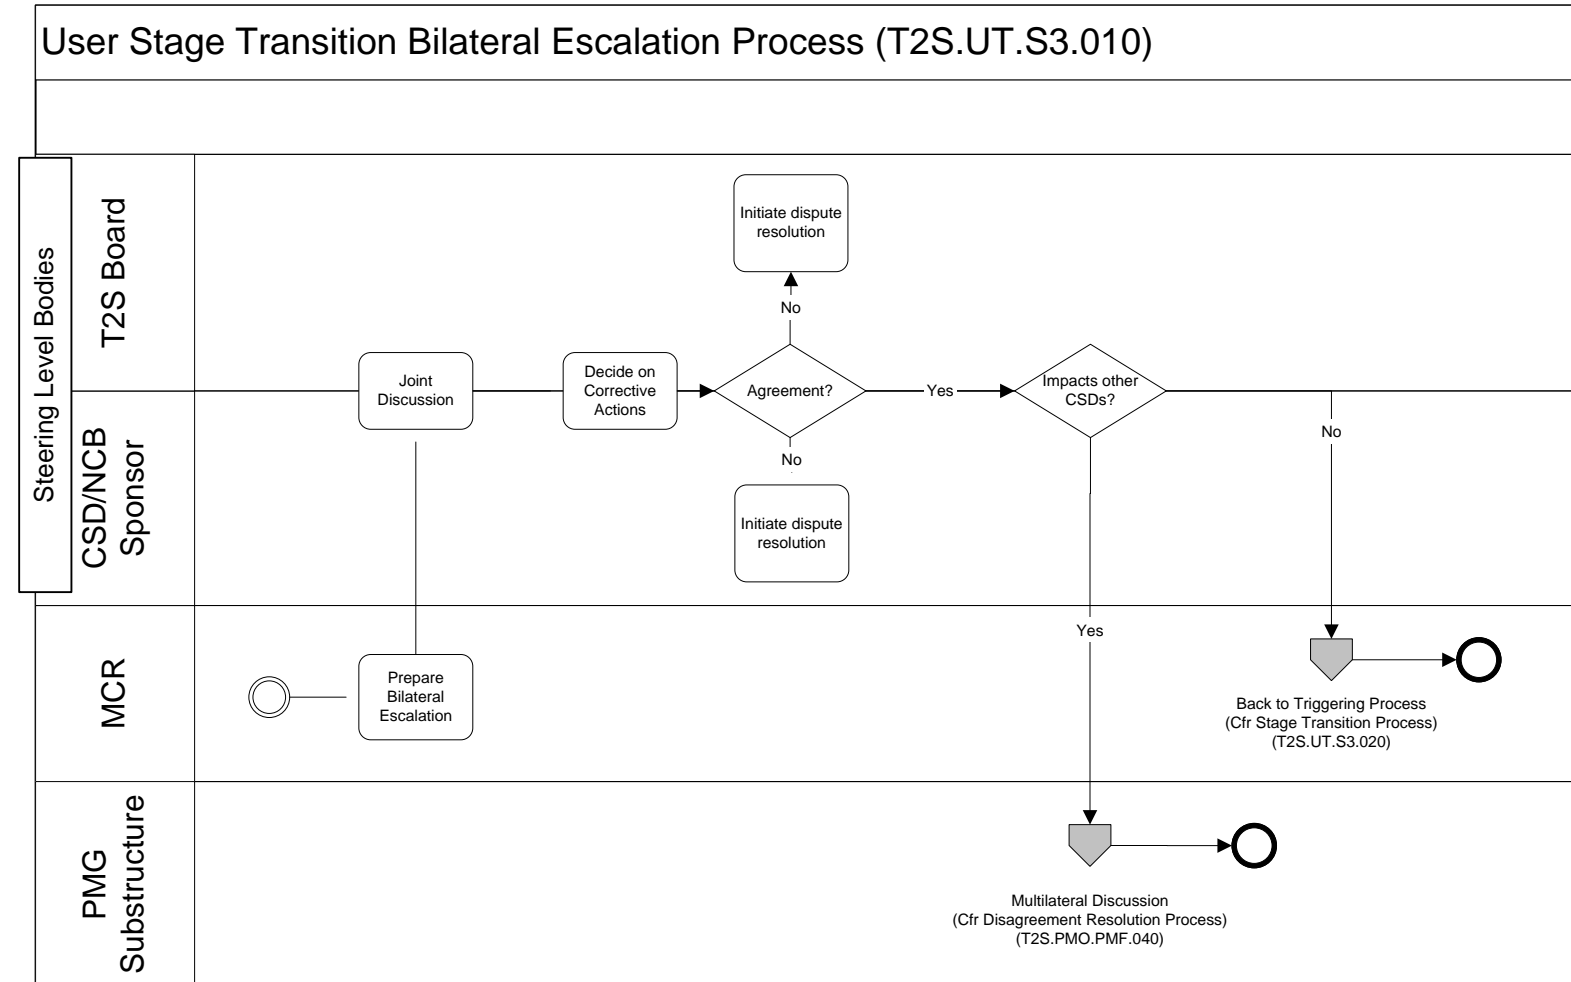 User Stage Transition Bilateral Escalation Process (T2S.UT.S3.010)
Steering Level Bodies
T2S Board
Initiate dispute
resolution
No
Joint
Discussion
Decide on
Corrective
Actions
Agreement?
Yes
Impacts other
CSDs?
No
CSD/NCB
Sponsor
No
Initiate dispute
resolution
Yes
MCR
Prepare
Bilateral
Escalation
Back to Triggering Process
(Cfr Stage Transition Process)
(T2S.UT.S3.020)
PMG
Substructure
Multilateral Discussion
(Cfr Disagreement Resolution Process)
(T2S.PMO.PMF.040)